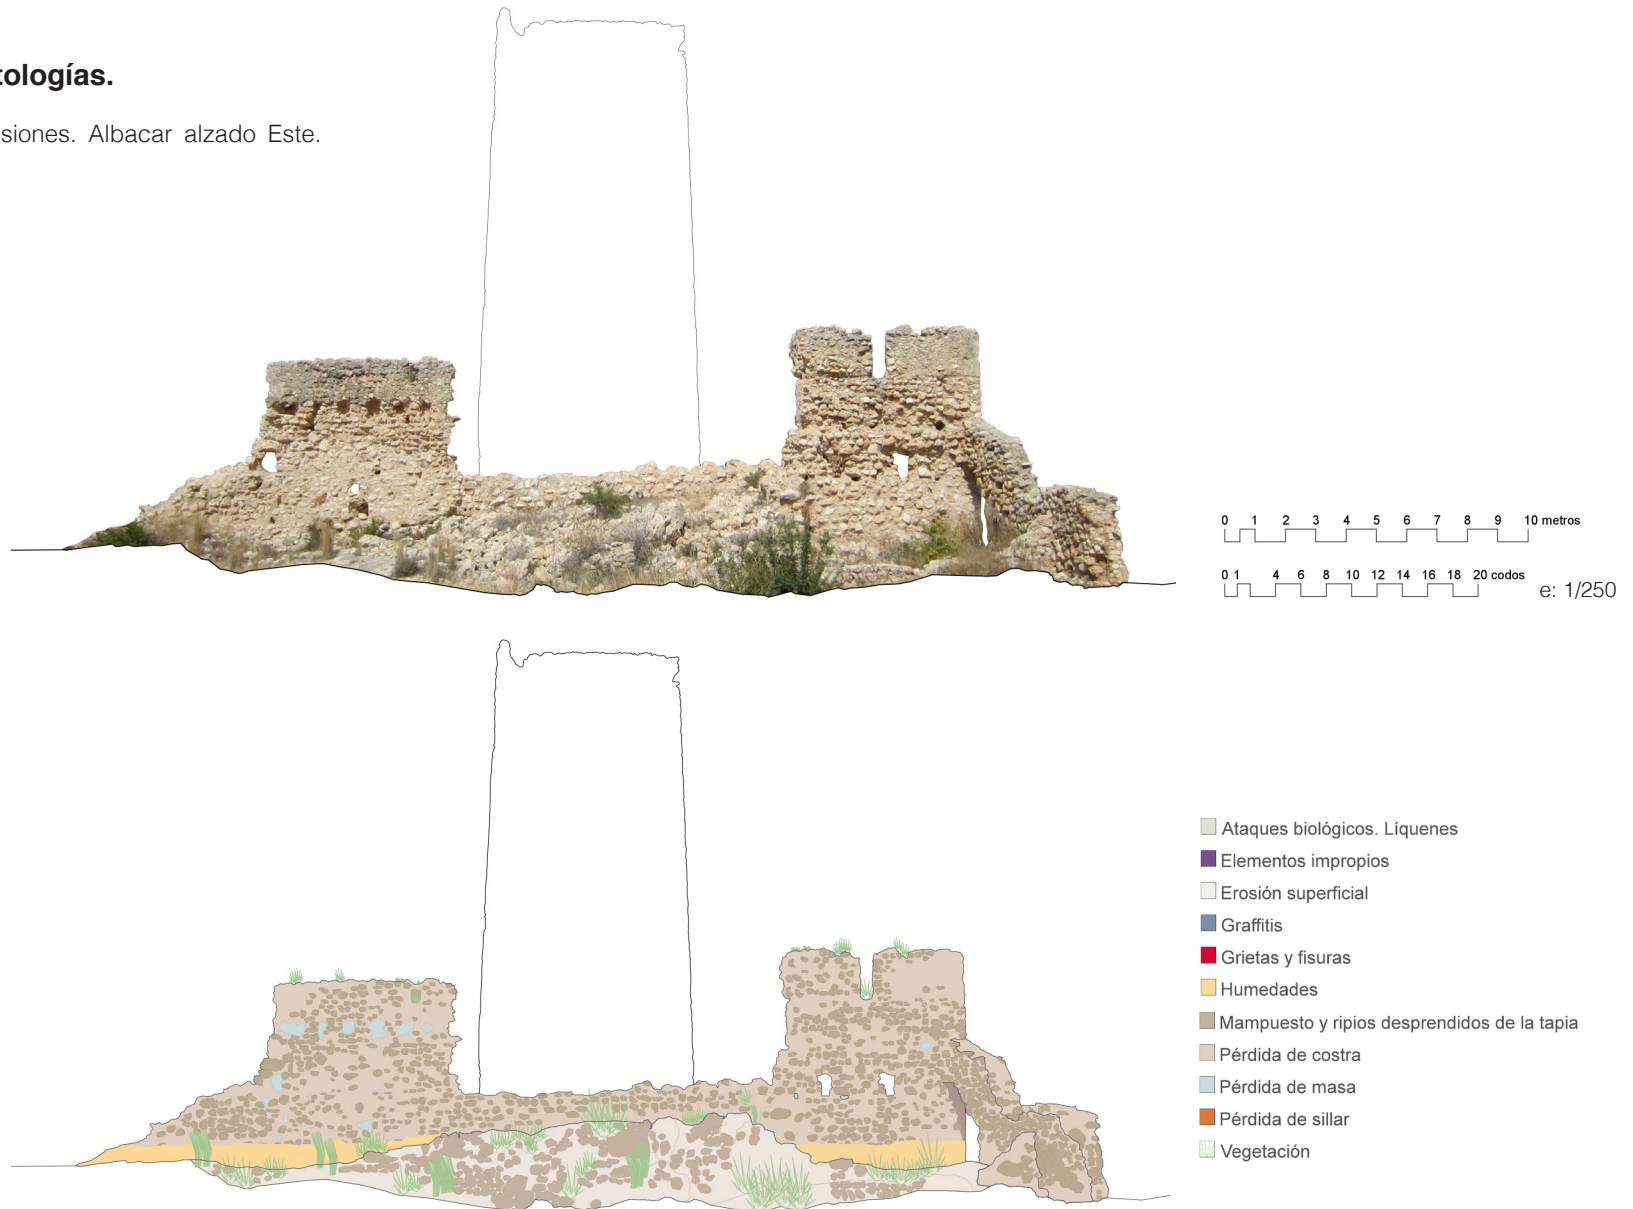 tologías.
siones. Albacar alzado Este.
0 1 2 3 4 5 6 7 8 9 10 metros
0 1 4 6 8 10 12 14 16 18 20 codos
e: 1/250
Ataques biológicos. Líquenes
Elementos impropios
Erosión superficial
Graffitis
Grietas y fisuras
Humedades
Mampuesto y ripios desprendidos de la tapia
Pérdida de costra
Pérdida de masa
Pérdida de sillar
Vegetación